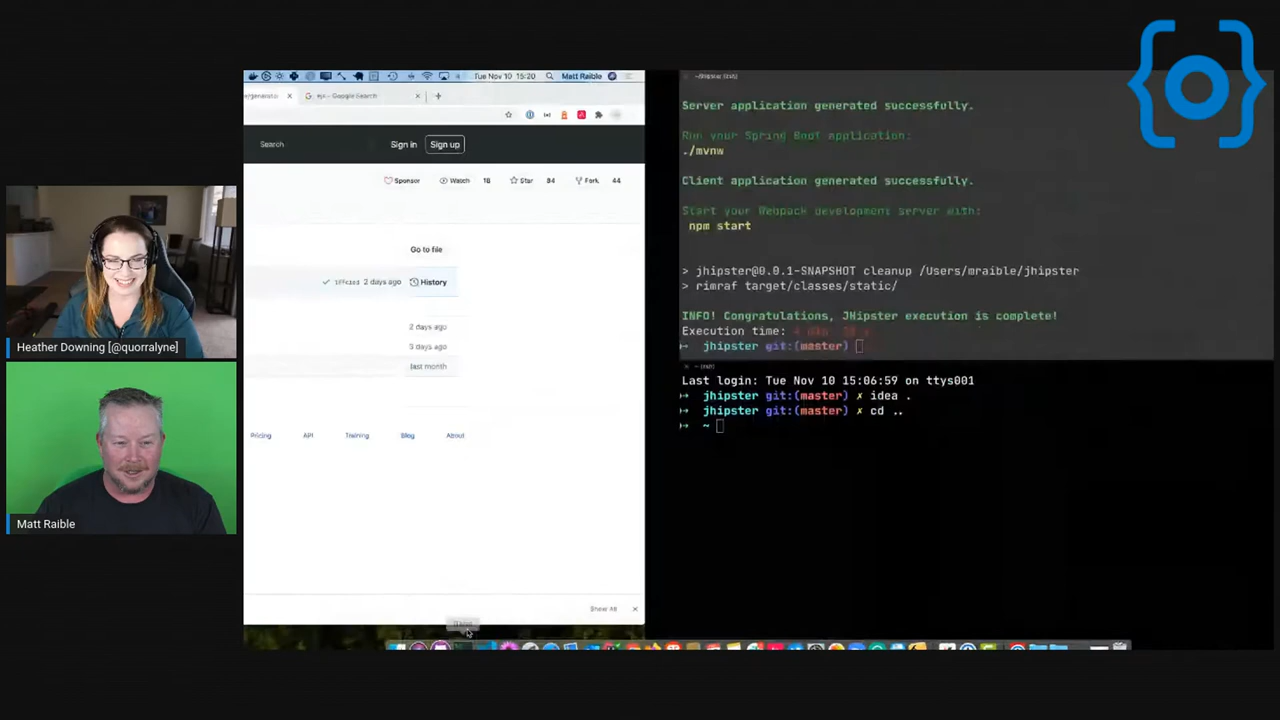 Tue Nov 10 15:20
Matt Raible
- Google Search
Search
Sign in
Sign up
Sponsor
Watch
18
Star
84
Fork
44
Go to file
2 days ago
History
2 days ago
3 days ago
last month
Pricing
API
Training
Blog
About
Show All
Server application generated successfully.
Run your Spring Boot application:
./mvnw
Client application generated successfully.
Start your Webpack development server with:
npm start
> jhipster@0.0.1-SNAPSHOT cleanup /Users/mraible/jhipster
> rimraf target/classes/static/
INFO! Congratulations, JHipster execution is complete!
Execution time:
jhipster git:(master)
Last login: Tue Nov 10 15:06:59 on ttys001
jhipster git:(master) ✗ idea .
jhipster git:(master) ✗ cd ..
~
Heather Downing [@quorralyne]
Matt Raible